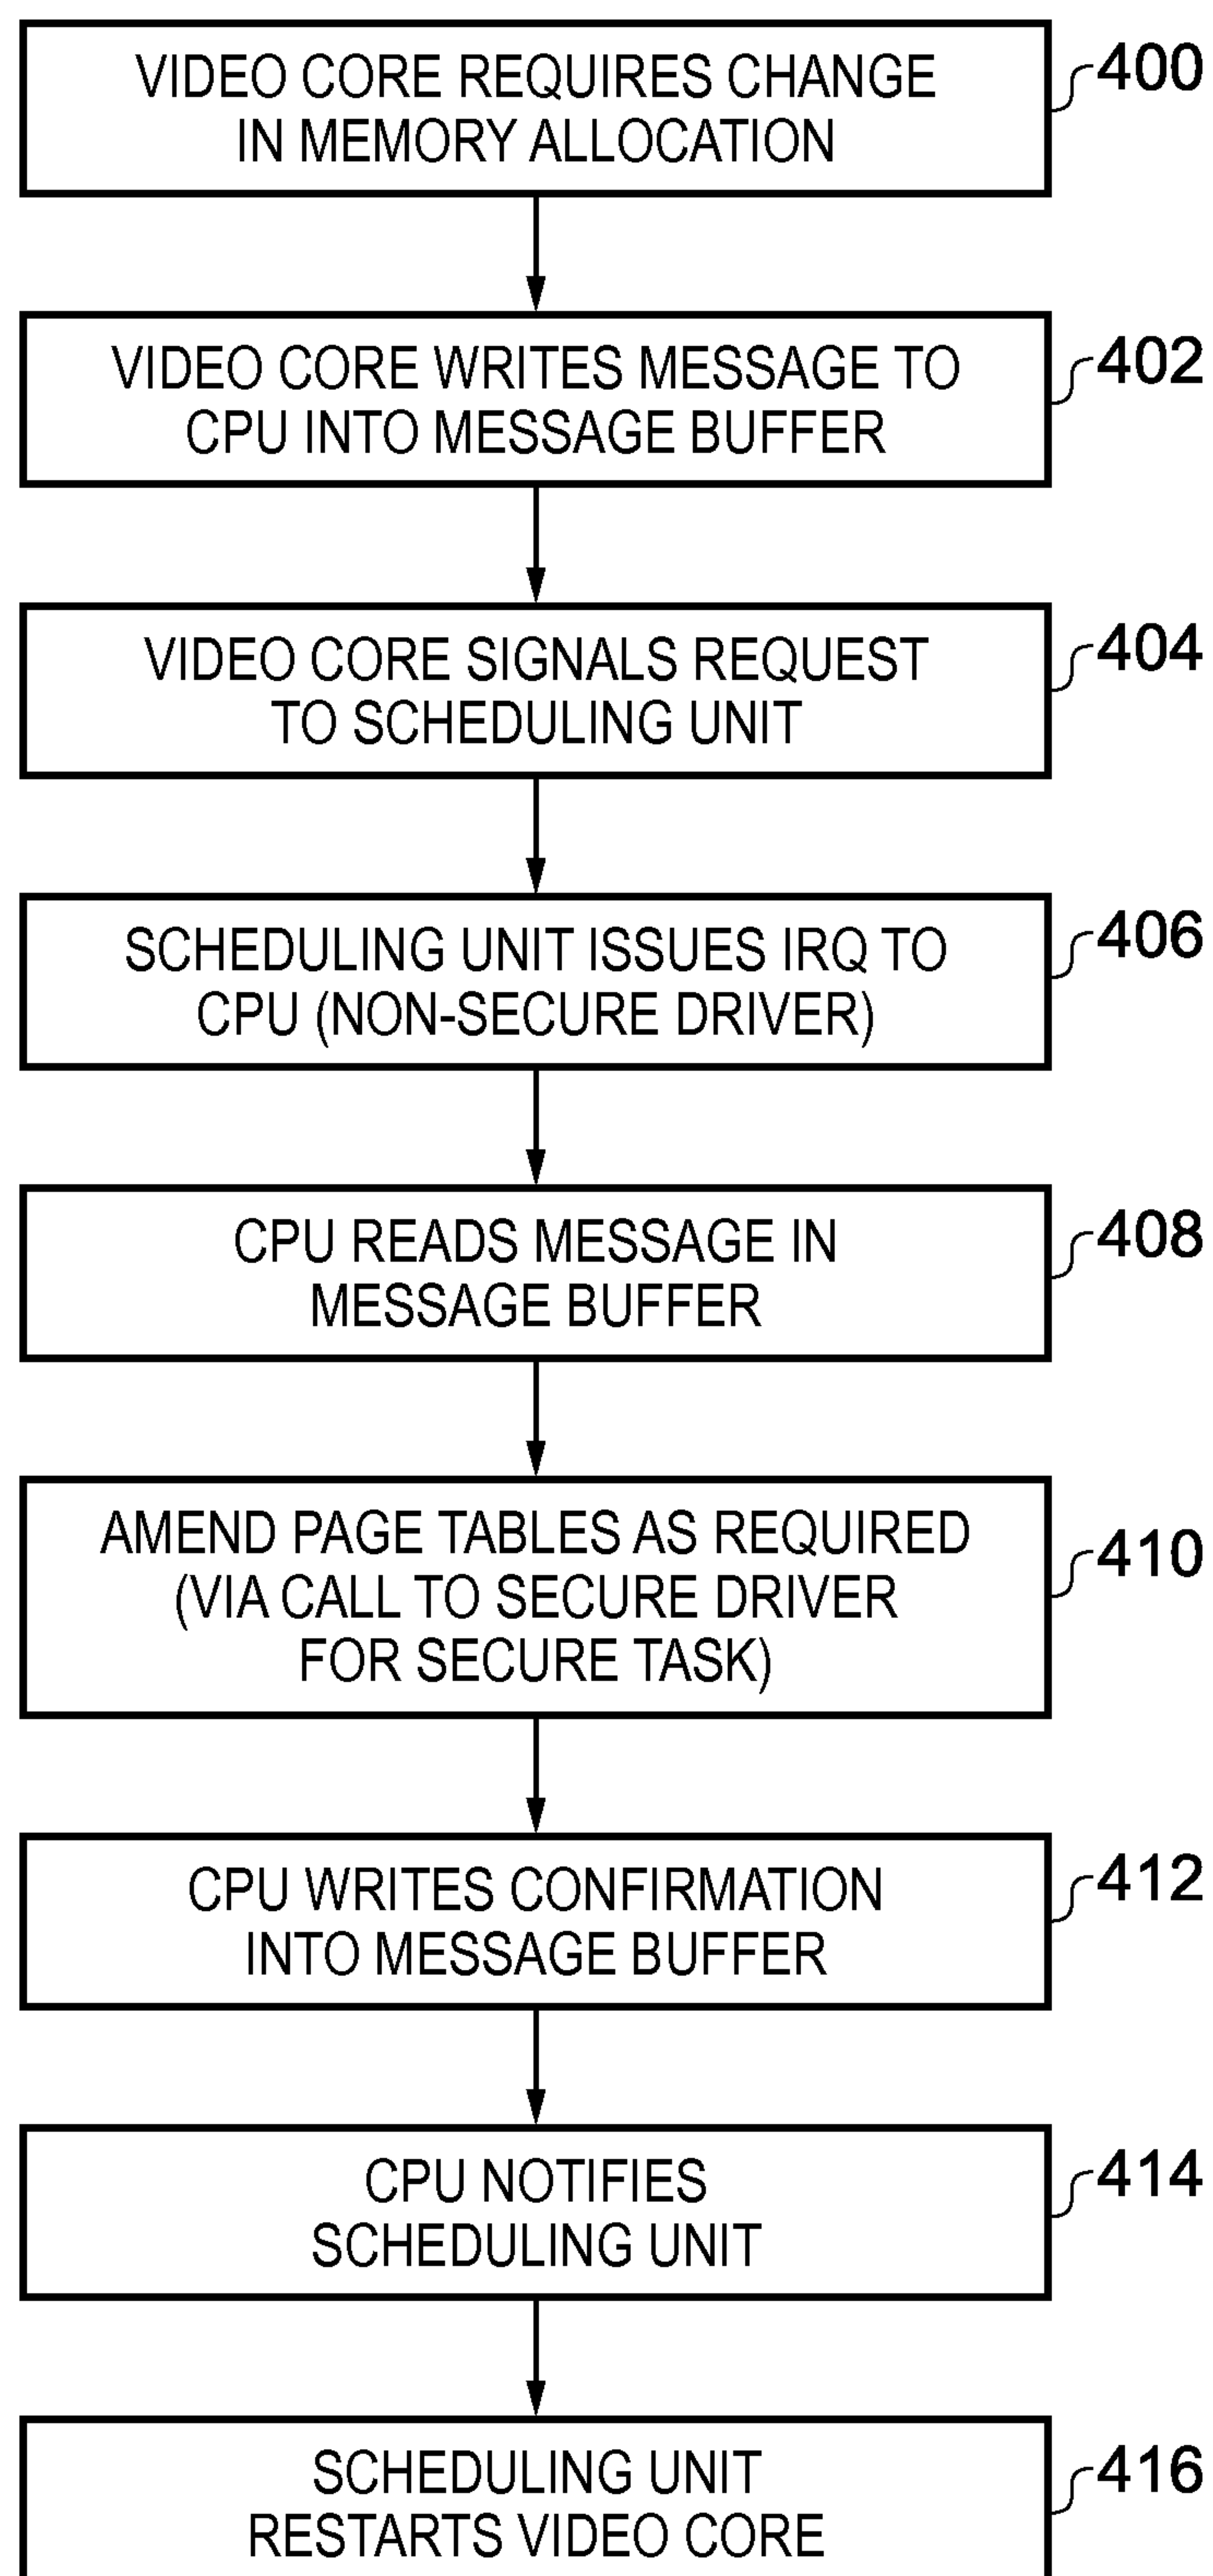 VIDEO CORE REQUIRES CHANGE
IN MEMORY ALLOCATION
400
VIDEO CORE WRITES MESSAGE TO
CPU INTO MESSAGE BUFFER
402
VIDEO CORE SIGNALS REQUEST
TO SCHEDULING UNIT
404
SCHEDULING UNIT ISSUES IRQ TO
CPU (NON-SECURE DRIVER)
406
CPU READS MESSAGE IN
MESSAGE BUFFER
408
AMEND PAGE TABLES AS REQUIRED
(VIA CALL TO SECURE DRIVER
FOR SECURE TASK)
410
CPU WRITES CONFIRMATION
INTO MESSAGE BUFFER
412
CPU NOTIFIES
SCHEDULING UNIT
414
SCHEDULING UNIT
RESTARTS VIDEO CORE
416